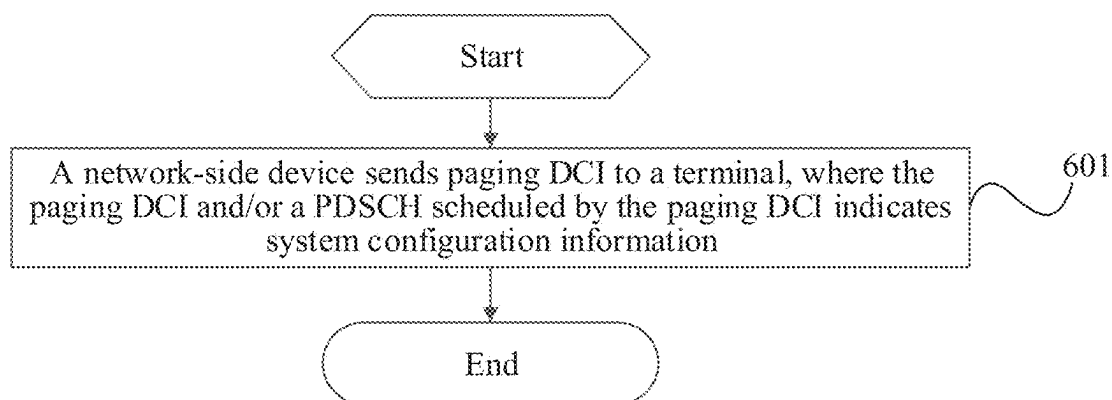 Start
A network-side device sends paging DCI to a terminal, where the
paging DCI and/or a PDSCH scheduled by the paging DCI indicates
system configuration information
601
End